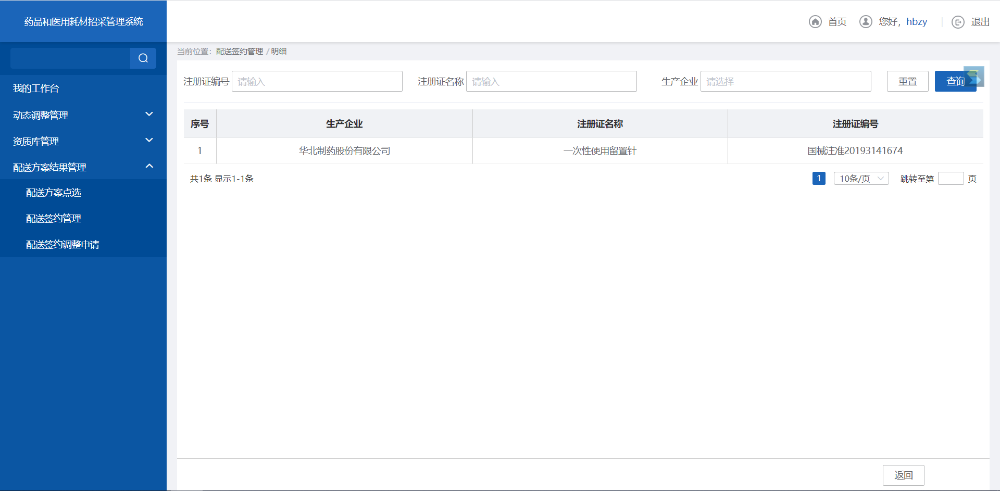 药品和医用耗材招采管理系统
首页 您好，hbzy 退出
当前位置：配送签约管理 / 明细
注册证编号 请输入 注册证名称 请输入 生产企业 请选择 重置 查询
我的工作台
动态调整管理
资质库管理
配送方案结果管理
配送方案点选
配送签约管理
配送签约调整申请
序号 生产企业 注册证名称 注册证编号
1 华北制药股份有限公司 一次性使用留置针 国械注准20193141674
共1条 显示1-1条 1 10条/页 跳转至第 页
返回